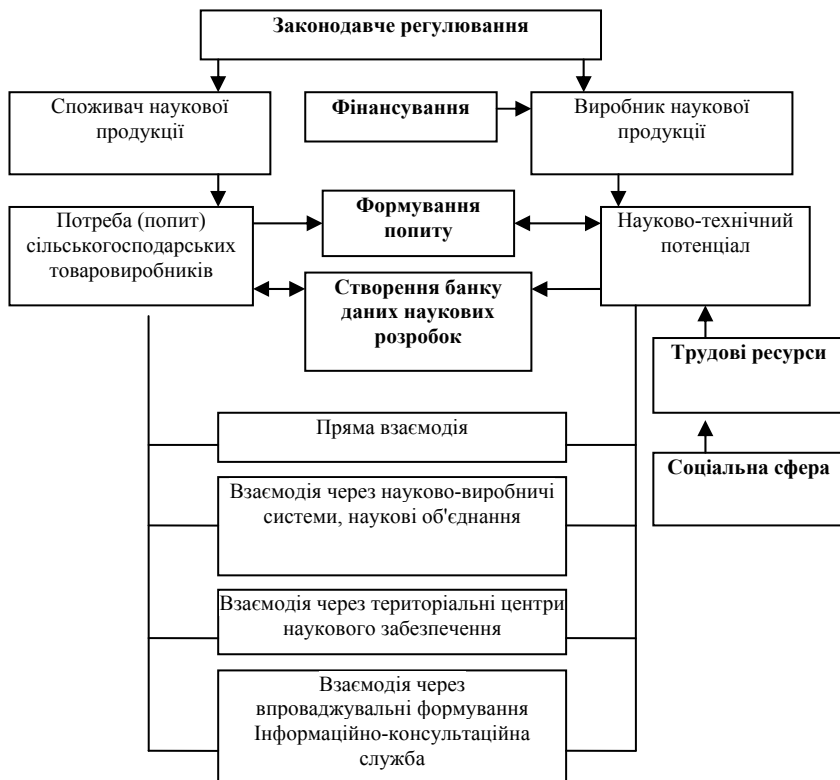 Законодавче регулювання
Споживач наукової
продукції
Фінансування
Виробник наукової
продукції
Потреба (попит)
сільськогосподарських
товаровиробників
Формування
попиту
Науково-технічний
потенціал
Створення банку
даних наукових
розробок
Трудові ресурси
Пряма взаємодія
Соціальна сфера
Взаємодія через науково-виробничі
системи, наукові об'єднання
Взаємодія через територіальні центри
наукового забезпечення
Взаємодія через
впроваджувальні формування
Інформаційно-консультаційна
служба